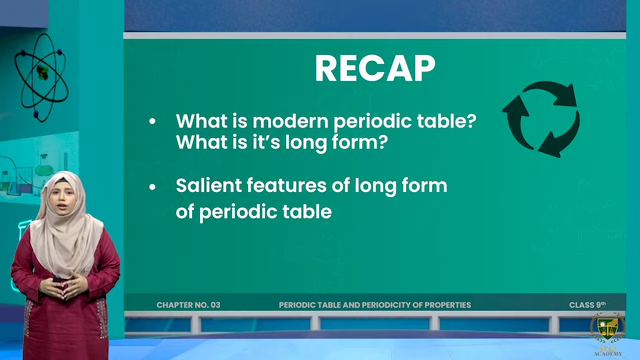 RECAP
• What is modern periodic table?
What is it's long form?
• Salient features of long form
of periodic table
CHAPTER NO. 03 PERIODIC TABLE AND PERIODICITY OF PROPERTIES CLASS 9th
ACADEMY